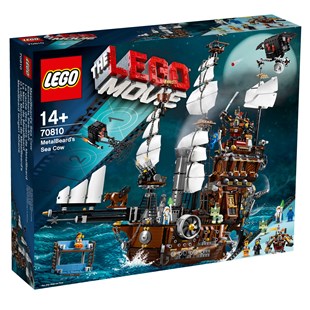 LEGO
THE
LEGO
MOVIE
14+
70810
MetalBeard's
Sea Cow